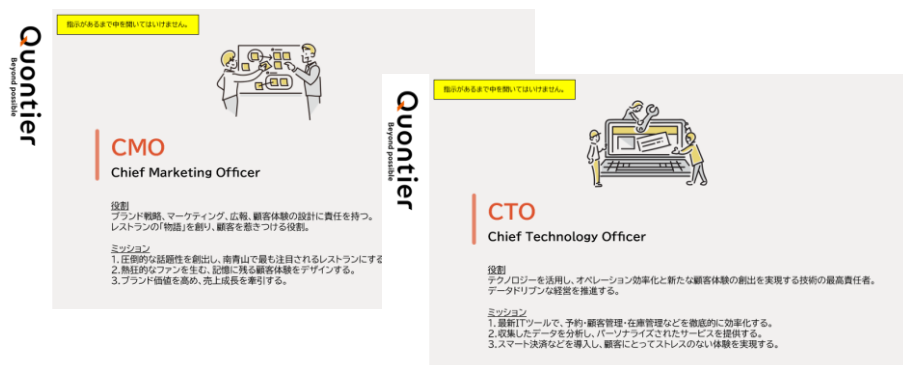 Quontier
Beyond possible
指示があるまで中を開いてはいけません。
CMO
Chief Marketing Officer
役割
ブランド戦略、マーケティング、広報、顧客体験の設計に責任を持つ。
レストランの「物語」を創り、顧客を惹きつける役割。
ミッション
1. 圧倒的な話題性を創出し、南青山で最も注目されるレストランにする
2. 熱狂的なファンを生む、記憶に残る顧客体験をデザインする。
3. ブランド価値を高め、売上成長を牽引する。
Quontier
Beyond possible
指示があるまで中を開いてはいけません。
CTO
Chief Technology Officer
役割
テクノロジーを活用し、オペレーション効率化と新たな顧客体験の創出を実現する技術の最高責任者。
データドリブンな経営を推進する。
ミッション
1. 最新ITツールで、予約・顧客管理・在庫管理などを徹底的に効率化する。
2. 収集したデータを分析し、パーソナライズされたサービスを提供する。
3. スマート決済などを導入し、顧客にとってストレスのない体験を実現する。